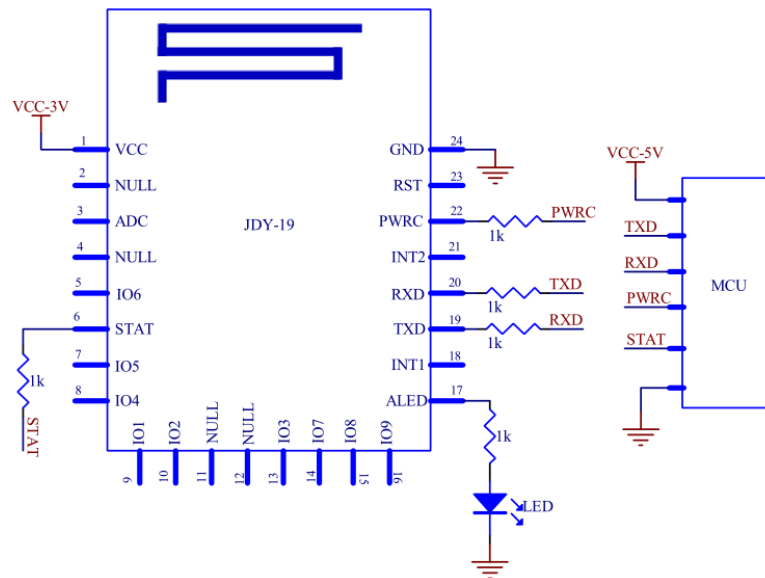 VCC-3V
1 VCC
2 NULL
3 ADC
4 NULL
5 IO6
6 STAT
7 IO5
8 IO4
1k
STAT
JDY-19
GND 24
RST 23
PWRC 22
1k
PWRC
INT2 21
RXD 20
1k
TXD
TXD 19
1k
RXD
INT1 18
ALED 17
1k
LED
IO1
IO2
NULL
NULL
IO3
IO7
IO8
IO9
9
10
11
12
13
14
15
16
VCC-5V
TXD
RXD
PWRC
STAT
MCU